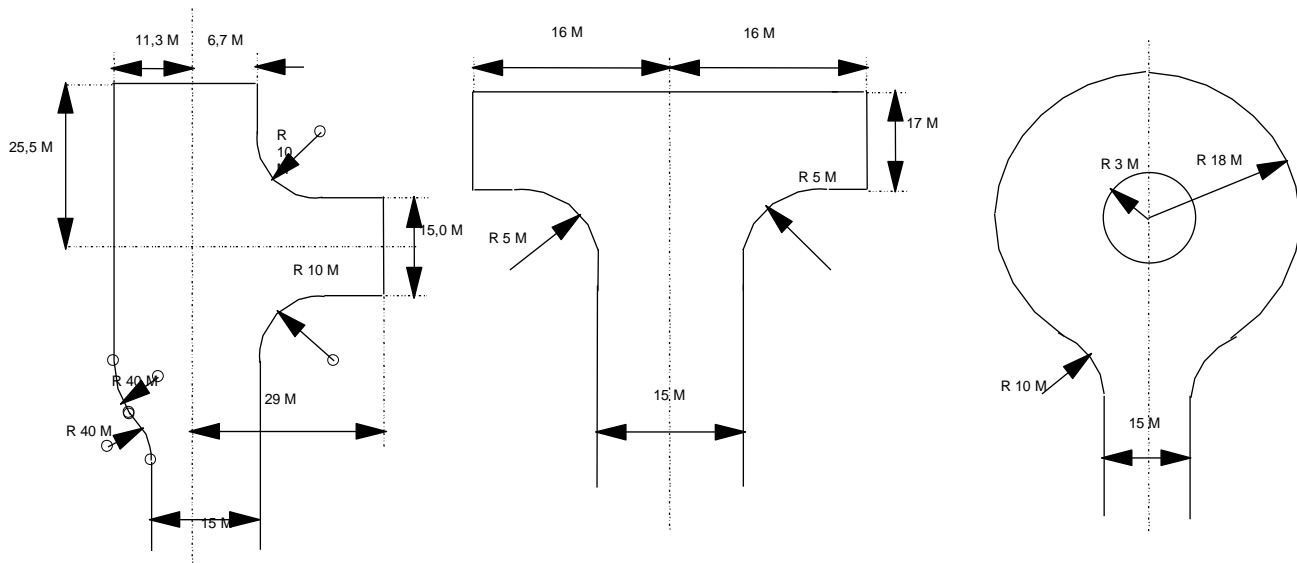 11,3 M
6,7 M
25,5 M
R
10
M
15,0 M
R 10 M
R 40 M
R 40 M
29 M
15 M
16 M
16 M
17 M
R 5 M
R 5 M
15 M
R 3 M
R 18 M
R 10 M
15 M